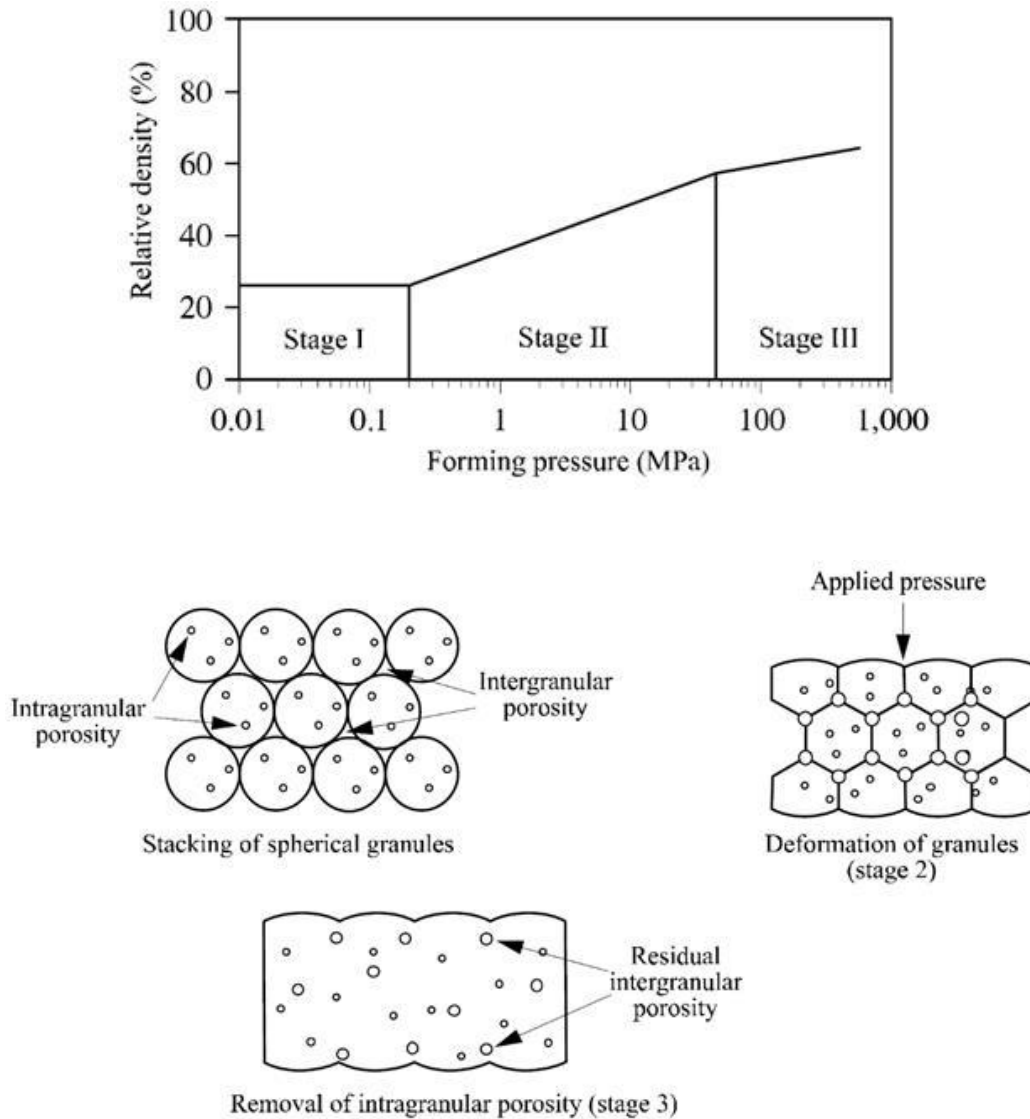 100
80
60
40
20
0
Relative density (%)
Stage I
Stage II
Stage III
0.01
0.1
1
10
100
1,000
Forming pressure (MPa)
Applied pressure
Intragranular
porosity
Intergranular
porosity
Stacking of spherical granules
Deformation of granules
(stage 2)
Residual
intergranular
porosity
Removal of intragranular porosity (stage 3)